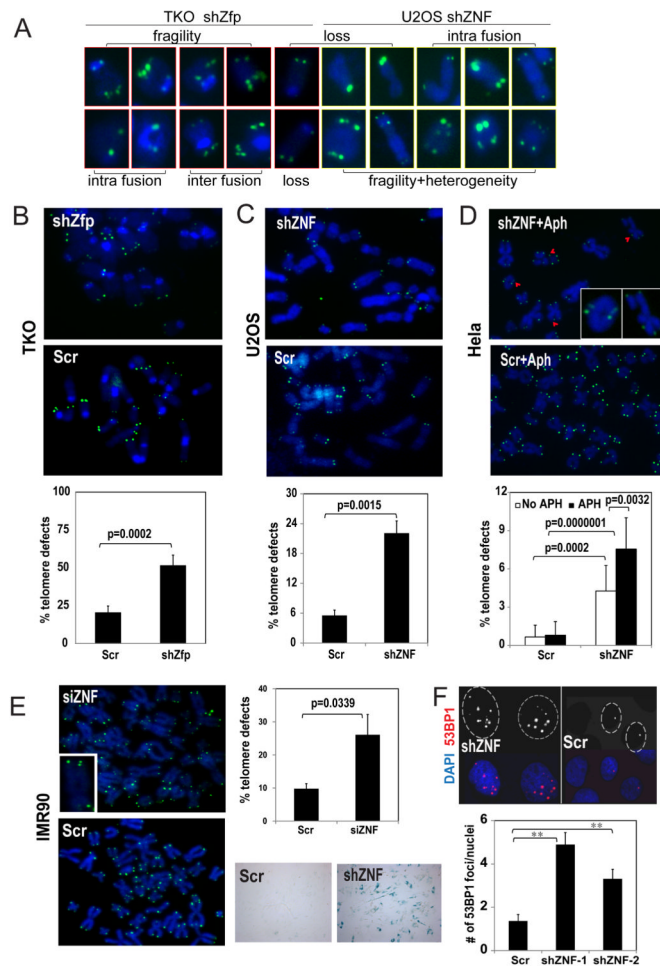 A
TKO shZfp
U2OS shZNF
fragility
loss
intra fusion
intra fusion
inter fusion
loss
fragility+heterogeneity
B
shZfp
TKO
Scr
% telomere defects
100
75
50
25
0
p=0.0002
Scr
shZfp
C
shZNF
U2OS
Scr
% telomere defects
30
24
18
12
6
0
p=0.0015
Scr
shZNF
D
shZNF+Aph
Hela
Scr+Aph
% telomere defects
12
9
6
3
0
No APH
APH
p=0.0032
p=0.0000001
p=0.0002
Scr
shZNF
E
siZNF
IMR90
Scr
% telomere defects
40
30
20
10
0
p=0.0339
Scr
siZNF
Scr
shZNF
F
DAPI 53BP1
shZNF
Scr
# of 53BP1 foci/nuclei
6
4
2
0
**
**
Scr
shZNF-1
shZNF-2